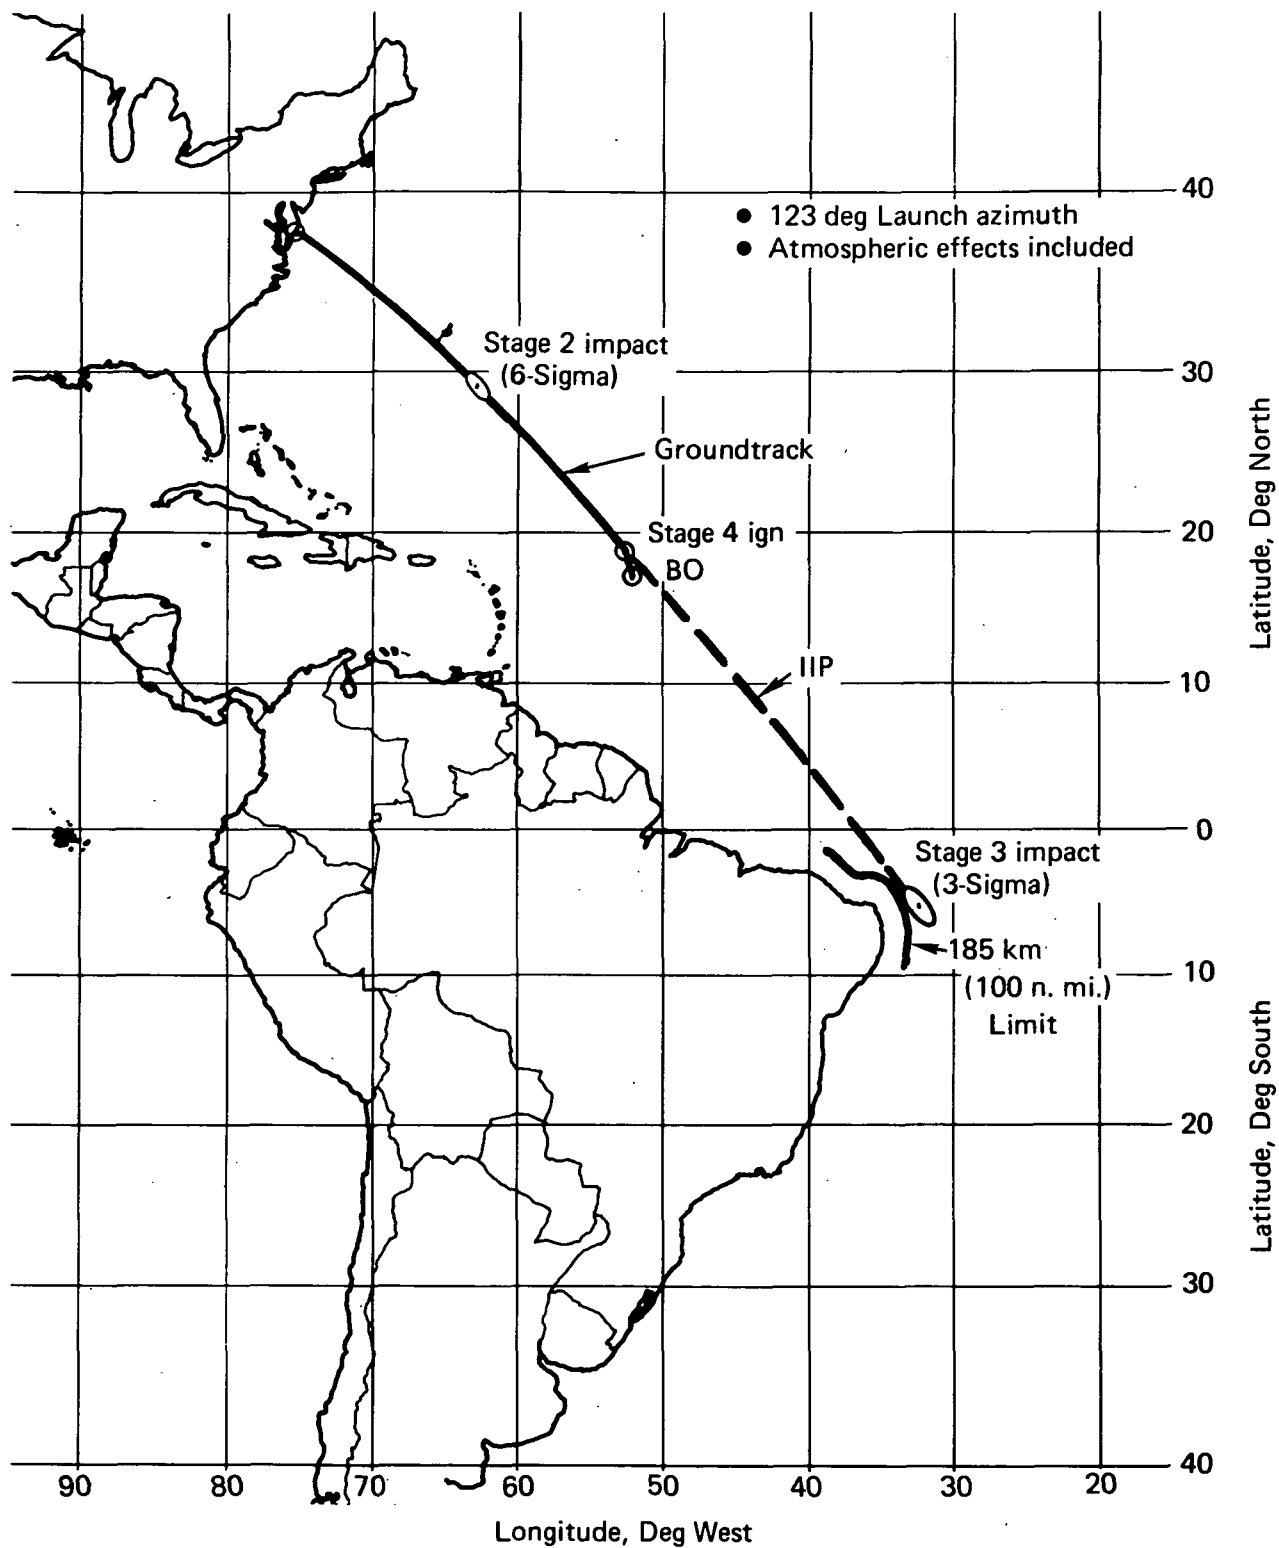 40
● 123 deg Launch azimuth
● Atmospheric effects included
Stage 2 impact
(6-Sigma)
30
Groundtrack
Latitude, Deg North
Stage 4 ign
20
BO
IIP
10
0
Stage 3 impact
(3-Sigma)
185 km
(100 n. mi.)
Limit
10
Latitude, Deg South
20
30
40
90 80 70 60 50 40 30 20
Longitude, Deg West